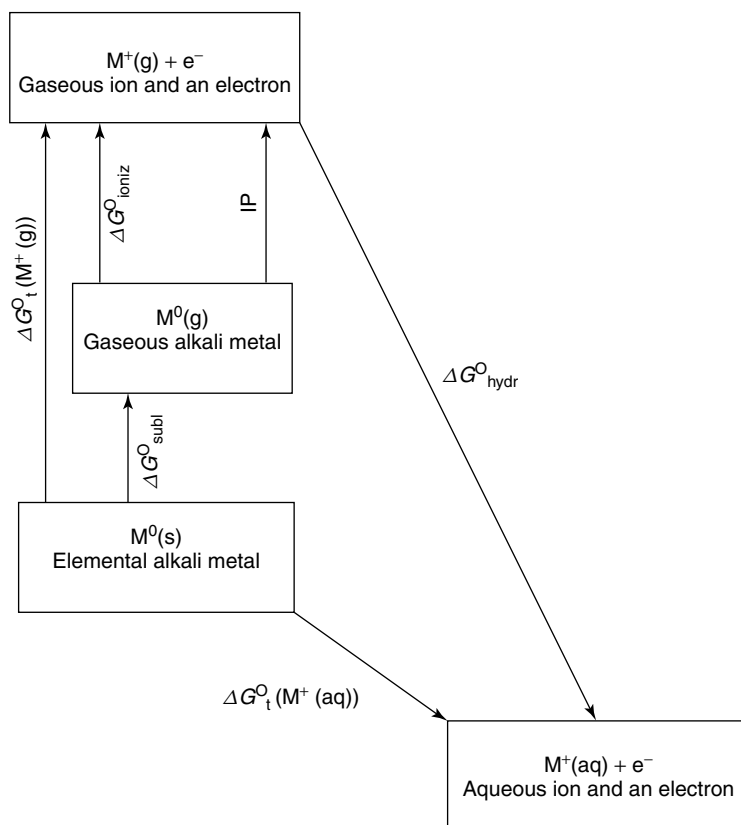 M⁺(g) + e⁻
Gaseous ion and an electron
ΔG^O_t (M⁺ (g))
ΔG^O_ioniz
IP
M⁰(g)
Gaseous alkali metal
ΔG^O_hydr
ΔG^O_subl
M⁰(s)
Elemental alkali metal
ΔG^O_t (M⁺ (aq))
M⁺(aq) + e⁻
Aqueous ion and an electron